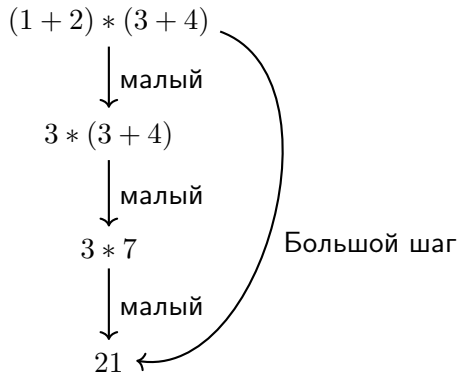 (1 + 2) ∗ (3 + 4)
малый
3 ∗ (3 + 4)
малый
3 ∗ 7
Большой шаг
малый
21